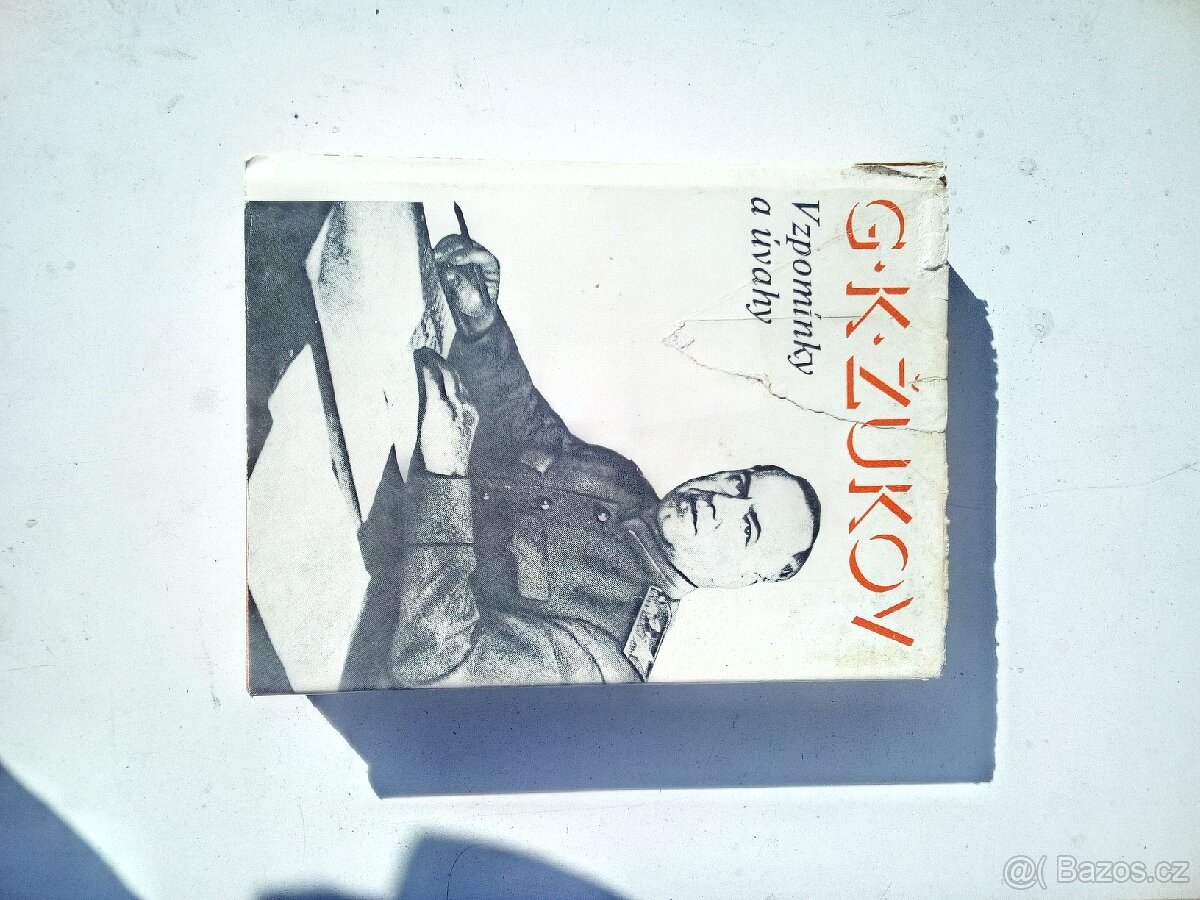 G·K·ŽUKOV
Vzpomínky
a úvahy
@( Bazos.cz